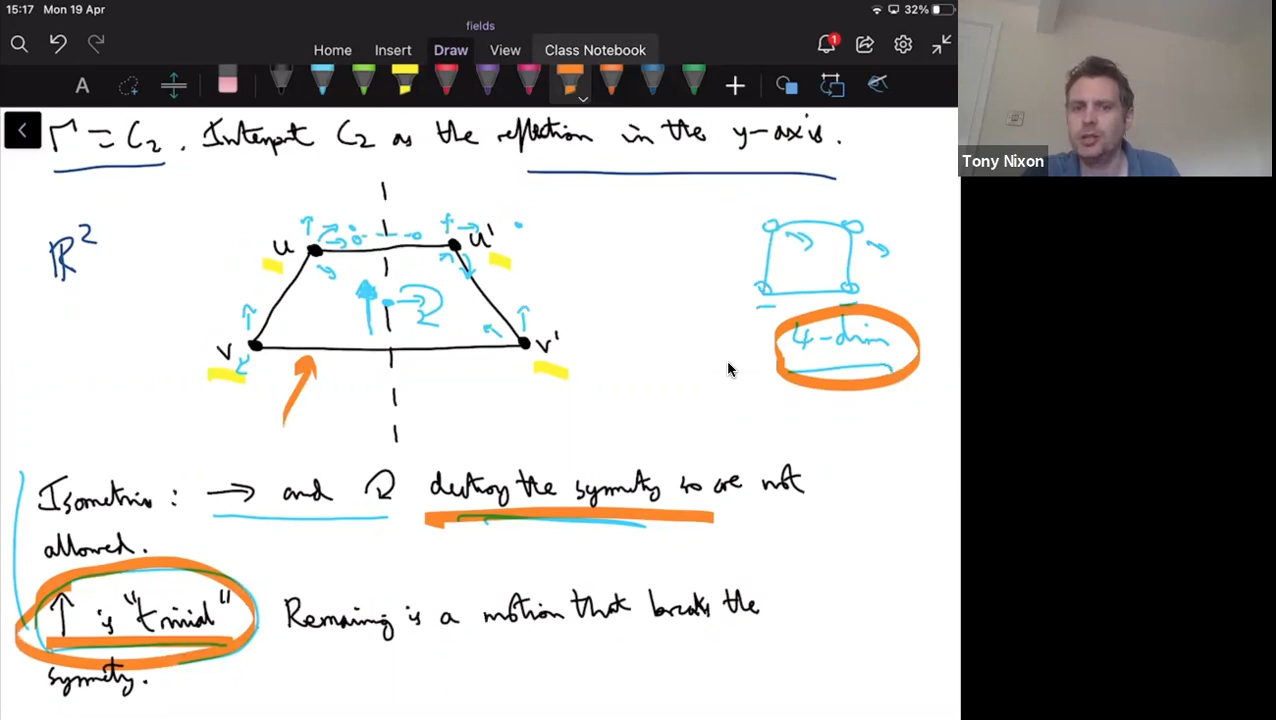 15:17 Mon 19 Apr
32%
fields
Home Insert Draw View Class Notebook
1
A
Γ = C2 . Interpret C2 as the reflection in the y-axis.
Tony Nixon
ℝ2
u u'
v v'
4-dim
Isometries : → and destroy the symmetry so are not
allowed.
↑ is "trivial" Remaining is a motion that breaks the
symmetry.